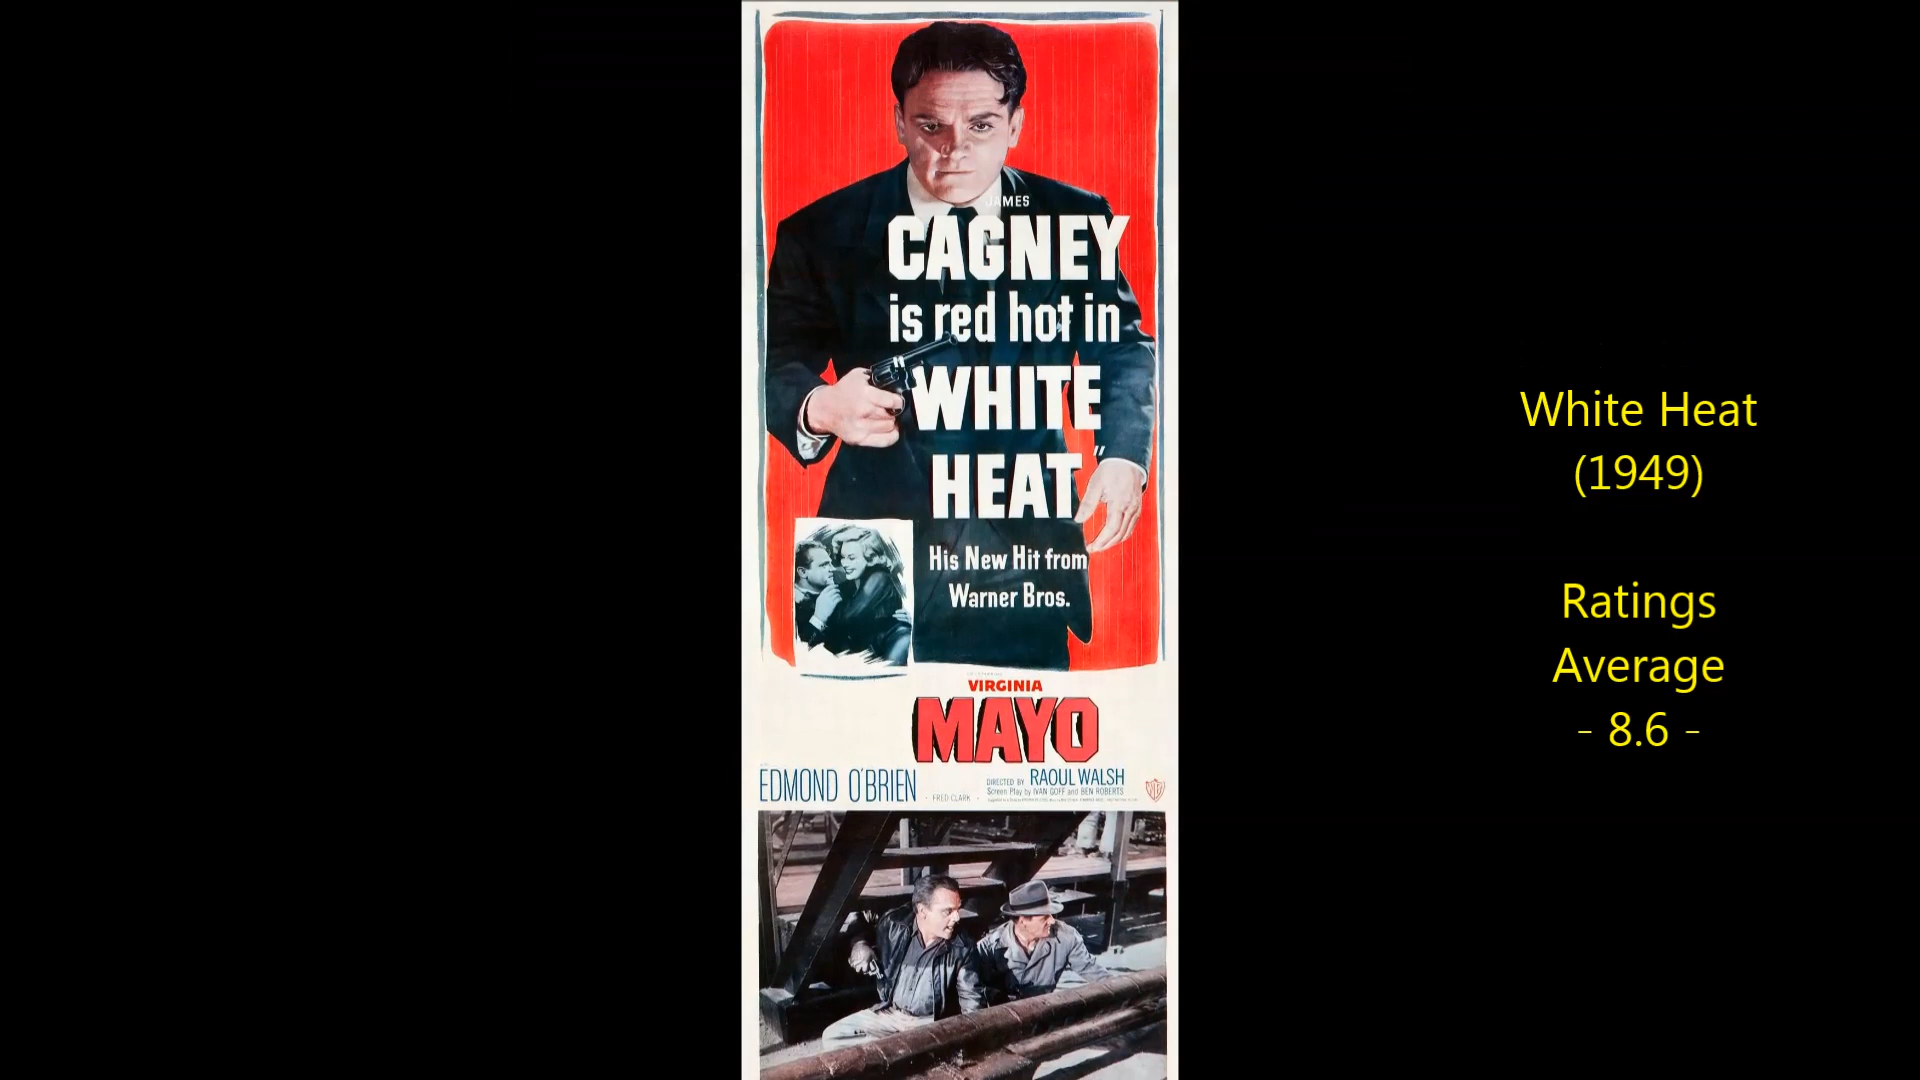 JAMES
CAGNEY
is red hot in
"WHITE
HEAT"
His New Hit from
Warner Bros.
VIRGINIA
MAYO
EDMOND O'BRIEN
- FRED CLARK -
DIRECTED BY RAOUL WALSH
Screen Play by IVAN GOFF and BEN ROBERTS
White Heat
(1949)
Ratings
Average
- 8.6 -